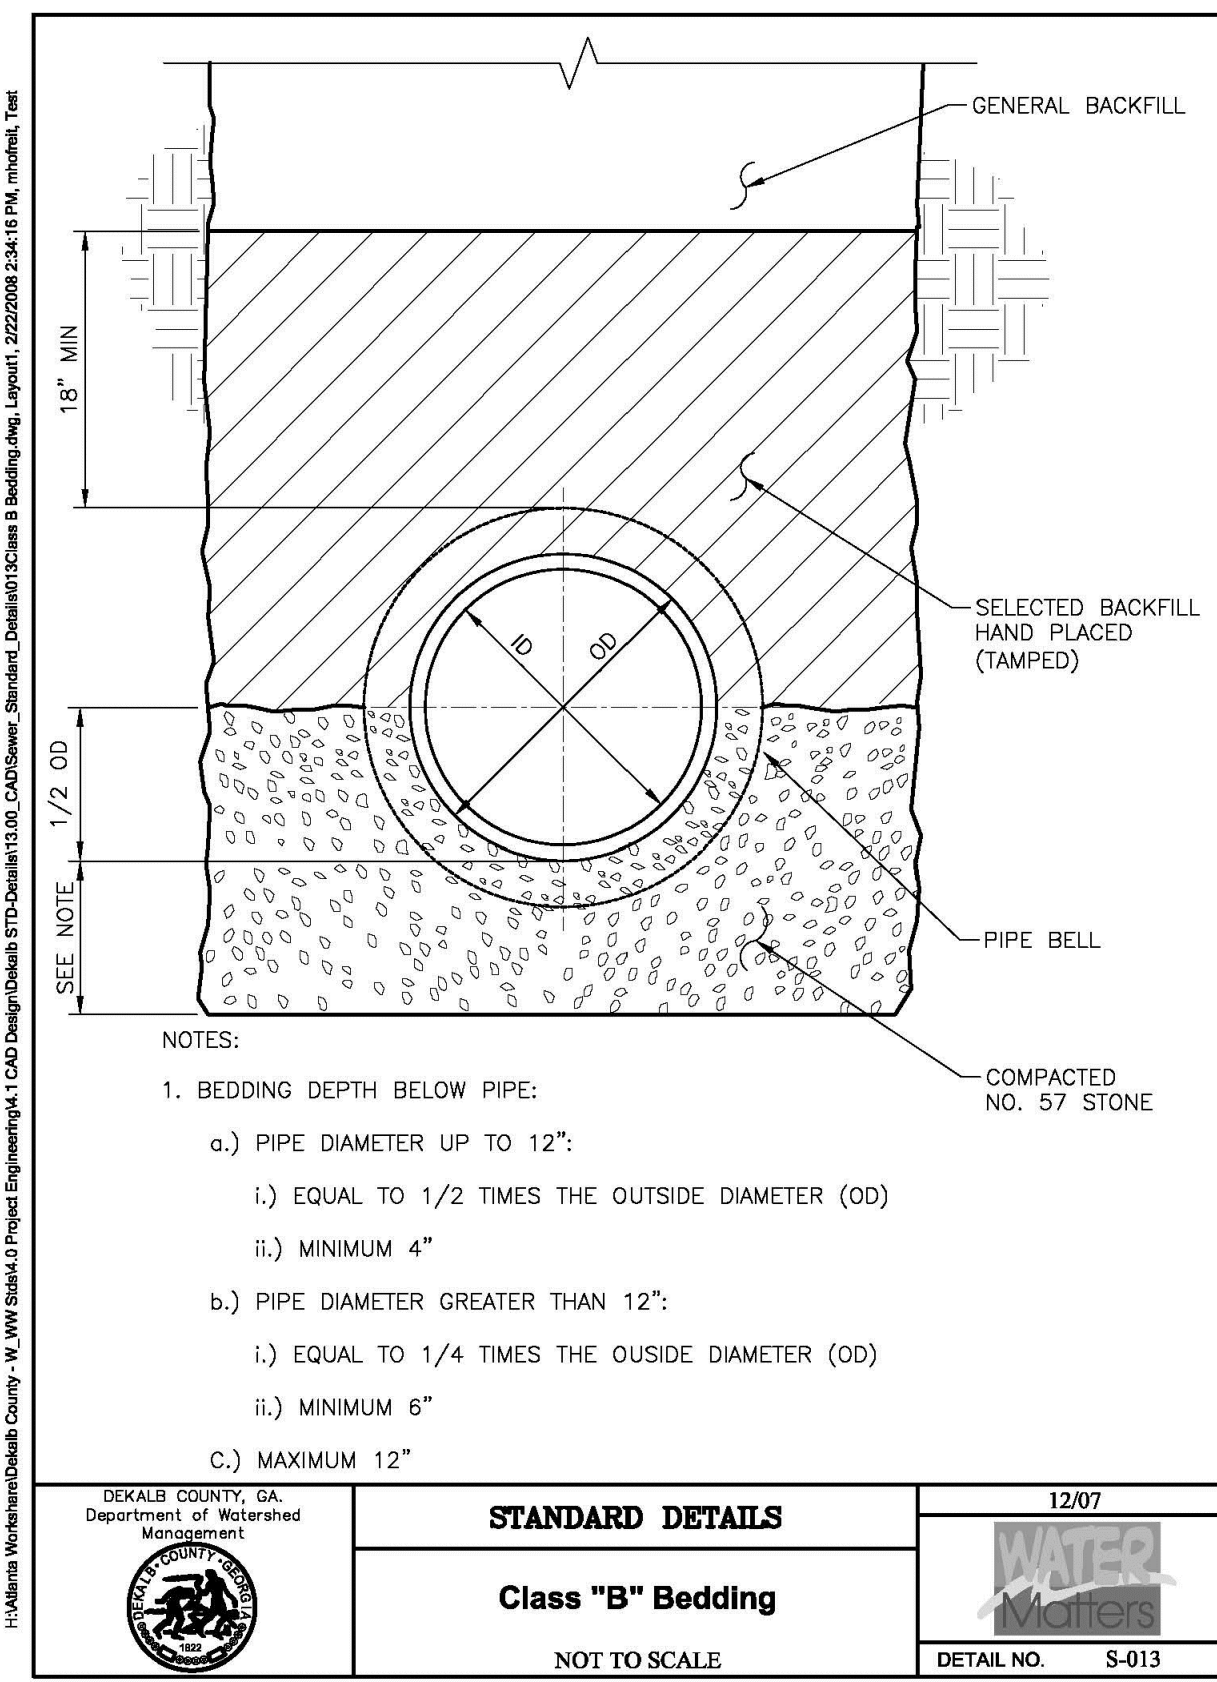 H:\Atlanta Workshare\Dekalb County - W_WW Stds\4.0 Project Engineering\4.1 CAD Design\Dekalb STD-Details\13.00_CAD\Sewer_Standard_Details\013Class B Bedding.dwg, Layout1, 2/22/2008 2:34:16 PM, mhofreit, Test
GENERAL BACKFILL
18" MIN
SELECTED BACKFILL
HAND PLACED
(TAMPED)
ID
OD
1/2 OD
SEE NOTE
PIPE BELL
COMPACTED
NO. 57 STONE
NOTES:
1. BEDDING DEPTH BELOW PIPE:
a.) PIPE DIAMETER UP TO 12":
i.) EQUAL TO 1/2 TIMES THE OUTSIDE DIAMETER (OD)
ii.) MINIMUM 4"
b.) PIPE DIAMETER GREATER THAN 12":
i.) EQUAL TO 1/4 TIMES THE OUSIDE DIAMETER (OD)
ii.) MINIMUM 6"
C.) MAXIMUM 12"
DEKALB COUNTY, GA.
Department of Watershed
Management
DEKALB COUNTY GEORGIA
1822
STANDARD DETAILS
Class "B" Bedding
NOT TO SCALE
12/07
WATER
Matters
DETAIL NO. S-013